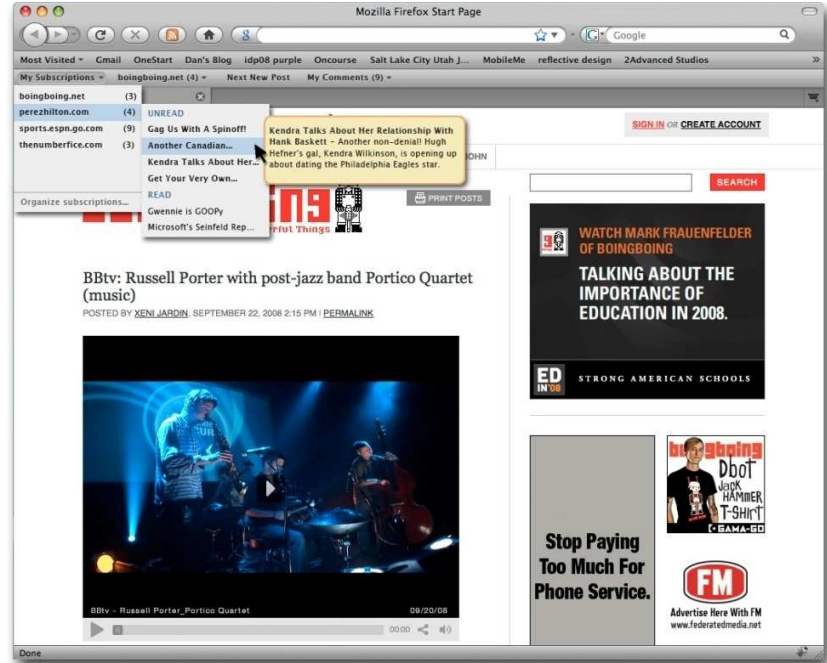 Mozilla Firefox Start Page
Google
Most Visited Gmail OneStart Dan's Blog idp08 purple Oncourse Salt Lake City Utah J... MobileMe reflective design 2Advanced Studios »
My Subscriptions boingboing.net (4) Next New Post My Comments (9)
boingboing.net (3)
perezhilton.com (4)
sports.espn.go.com (9)
thenumberfice.com (3)
Organize subscriptions...
UNREAD
Gag Us With A Spinoff!
Another Canadian...
Kendra Talks About Her...
Get Your Very Own...
READ
Gwennie is GOOPy
Microsoft's Seinfeld Rep...
Kendra Talks About Her Relationship With
Hank Baskett - Another non-denial! Hugh
Hefner's gal, Kendra Wilkinson, is opening up
about dating the Philadelphia Eagles star.
SIGN IN OR CREATE ACCOUNT
JOHN
SEARCH
PRINT POSTS
BBtv: Russell Porter with post-jazz band Portico Quartet
(music)
POSTED BY XENI JARDIN, SEPTEMBER 22, 2008 2:15 PM | PERMALINK
BBtv - Russell Porter_Portico Quartet 09/20/08
00:00
WATCH MARK FRAUENFELDER
OF BOINGBOING
TALKING ABOUT THE
IMPORTANCE OF
EDUCATION IN 2008.
ED
IN'08
STRONG AMERICAN SCHOOLS
Stop Paying
Too Much For
Phone Service.
boingboing
Dbot
JACK
HAMMER
T-SHIRT
GAMA-GO
FM
Advertise Here With FM
www.federatedmedia.net
Done